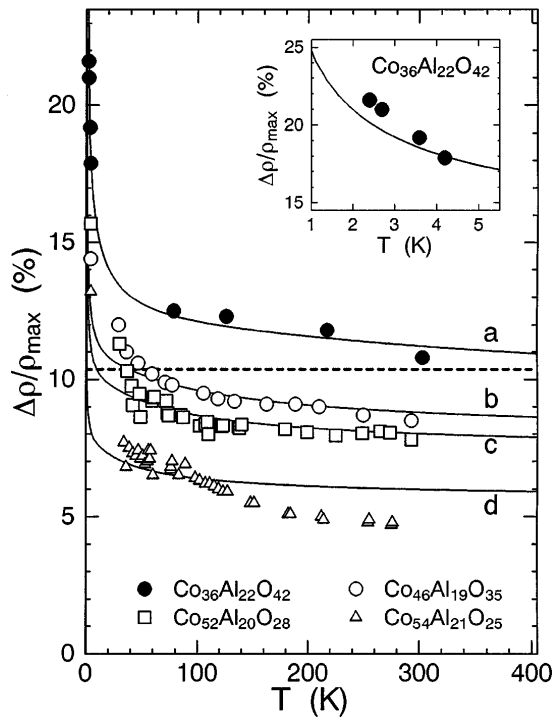 Δρ/ρmax (%)
20
15
10
5
0
0
100
200
300
400
T (K)
a
b
c
d
Co36Al22O42
Co46Al19O35
Co52Al20O28
Co54Al21O25
Co36Al22O42
Δρ/ρmax (%)
25
20
15
1
2
3
4
5
T (K)